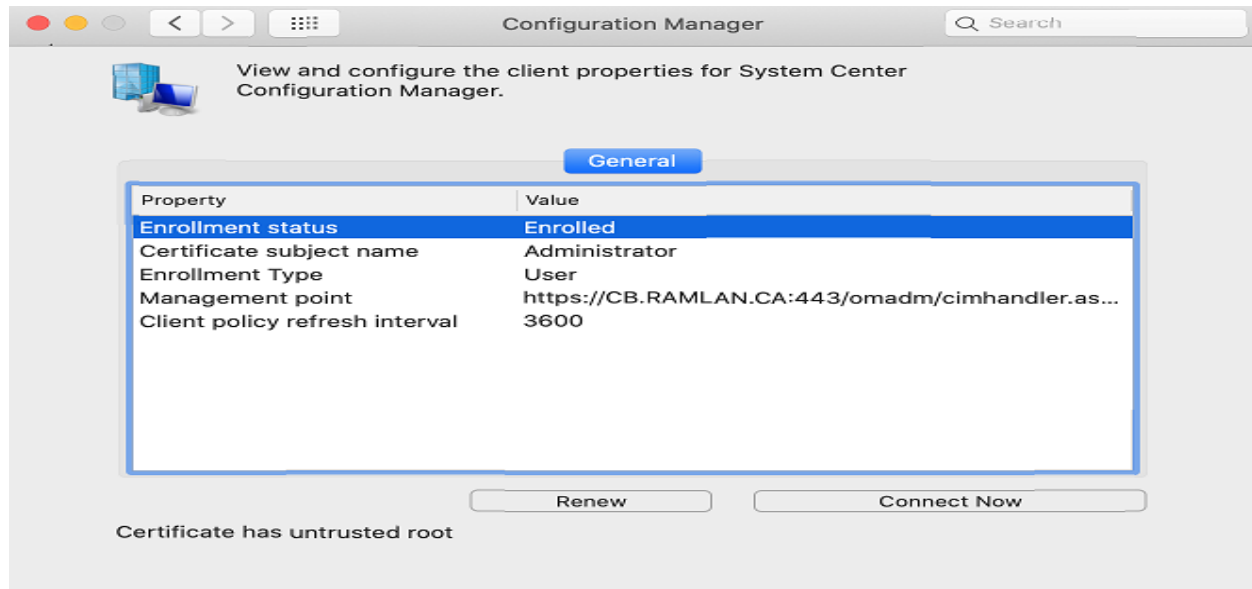 Configuration Manager
Search
View and configure the client properties for System Center
Configuration Manager.
General
Property Value
Enrollment status Enrolled
Certificate subject name Administrator
Enrollment Type User
Management point https://CB.RAMLAN.CA:443/omadm/cimhandler.as...
Client policy refresh interval 3600
Renew Connect Now
Certificate has untrusted root